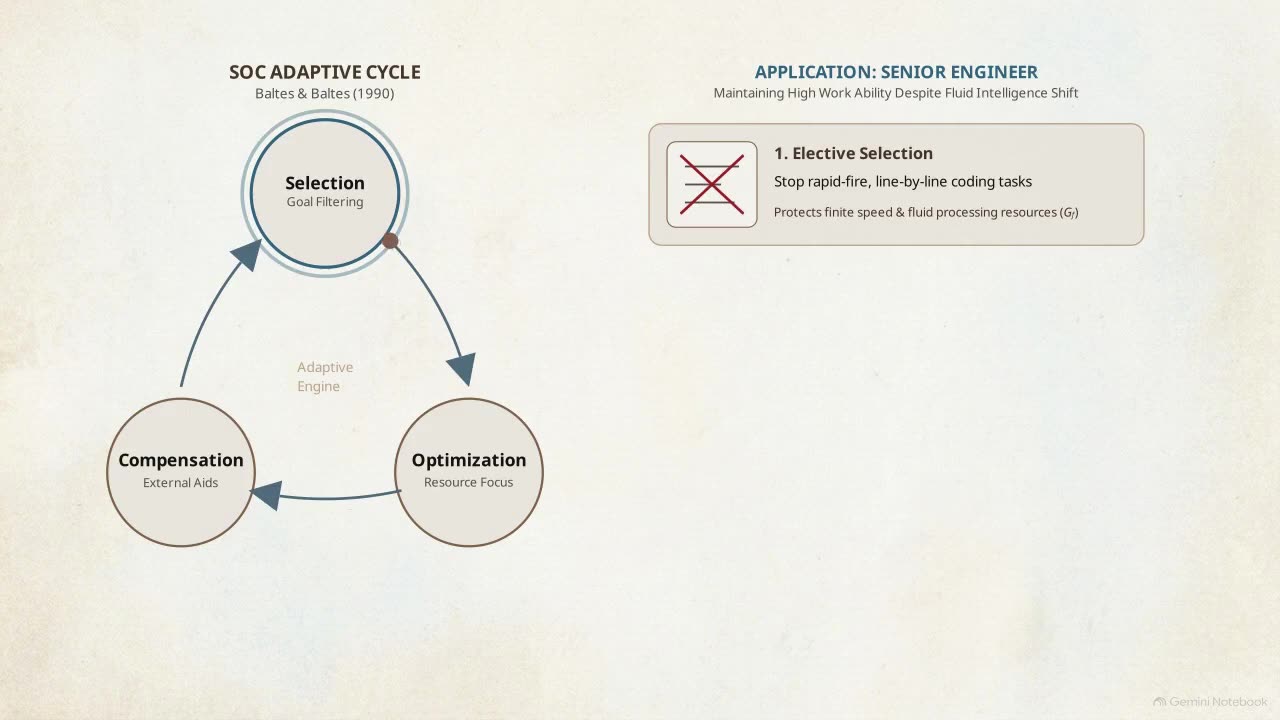 SOC ADAPTIVE CYCLE
Baltes & Baltes (1990)
Selection
Goal Filtering
Adaptive
Engine
Compensation
External Aids
Optimization
Resource Focus
APPLICATION: SENIOR ENGINEER
Maintaining High Work Ability Despite Fluid Intelligence Shift
1. Elective Selection
Stop rapid-fire, line-by-line coding tasks
Protects finite speed & fluid processing resources (Gf)
Gemini Notebook